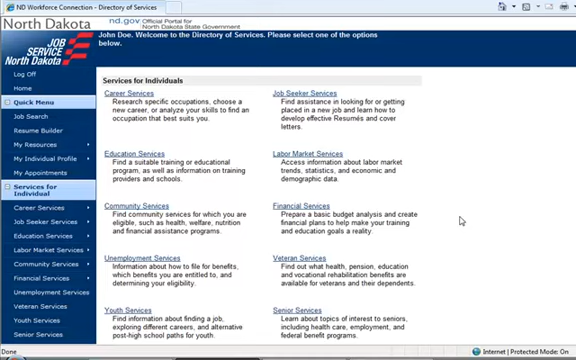 ND Workforce Connection - Directory of Services
North Dakota
nd.gov Official Portal for
North Dakota State Government
JOB
SERVICE
North Dakota
John Doe. Welcome to the Directory of Services. Please select one of the options
below.
Log Off
Home
Quick Menu
Job Search
Resume Builder
My Resources
My Individual Profile
My Appointments
Services for
Individual
Career Services
Job Seeker Services
Education Services
Labor Market Services
Community Services
Financial Services
Unemployment Services
Veteran Services
Youth Services
Senior Services
Services for Individuals
Career Services
Research specific occupations, choose a
new career, or analyze your skills to find an
occupation that best suits you.
Job Seeker Services
Find assistance in looking for or getting
placed in a new job and learn how to
develop effective Resumés and cover
letters.
Education Services
Find a suitable training or educational
program, as well as information on training
providers and schools.
Labor Market Services
Access information about labor market
trends, statistics, and economic and
demographic data.
Community Services
Find community services for which you are
eligible, such as health, welfare, nutrition
and financial assistance programs.
Financial Services
Prepare a basic budget analysis and create
financial plans to help make your training
and education goals a reality.
Unemployment Services
Information about how to file for benefits,
which benefits you are entitled to, and
determining your eligibility.
Veteran Services
Find out what health, pension, education
and vocational rehabilitation benefits are
available for veterans and their dependents.
Youth Services
Find information about finding a job,
exploring different careers, and alternative
post-high school paths for youth.
Senior Services
Learn about topics of interest to seniors,
including health care, employment, and
federal benefit programs.
Done
Internet | Protected Mode: On